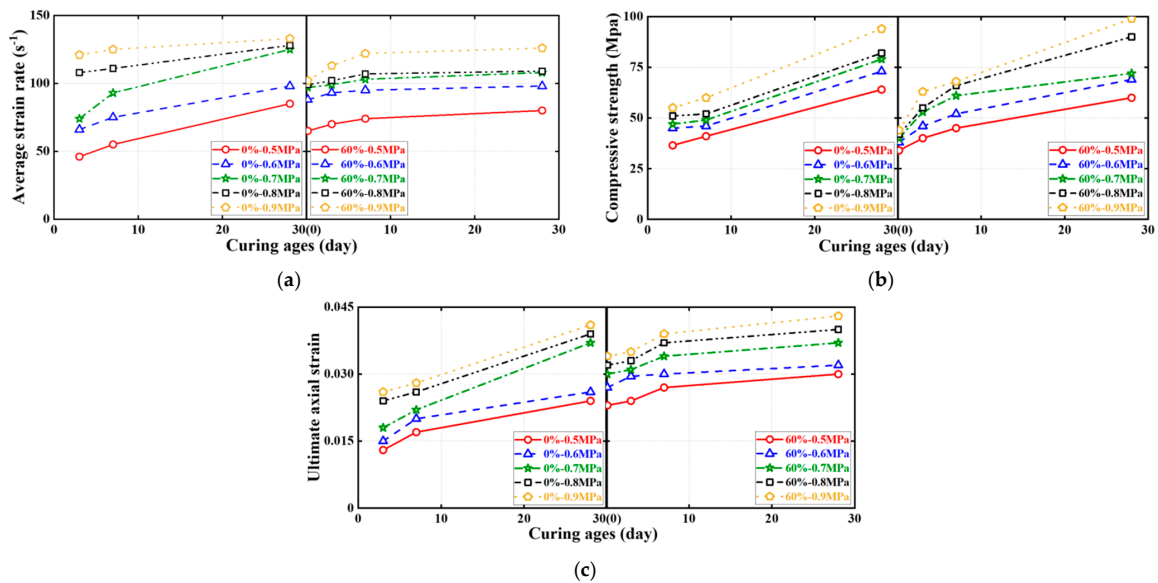 150
100
50
0
Average strain rate (s⁻¹)
0%-0.5MPa
0%-0.6MPa
0%-0.7MPa
0%-0.8MPa
0%-0.9MPa
60%-0.5MPa
60%-0.6MPa
60%-0.7MPa
60%-0.8MPa
60%-0.9MPa
0 10 20 30(0) 10 20 30
Curing ages (day)
(a)
100
75
50
25
0
Compressive strength (Mpa)
0%-0.5MPa
0%-0.6MPa
0%-0.7MPa
0%-0.8MPa
0%-0.9MPa
60%-0.5MPa
60%-0.6MPa
60%-0.7MPa
60%-0.8MPa
60%-0.9MPa
0 10 20 30(0) 10 20 30
Curing ages (day)
(b)
0.045
0.030
0.015
0
Ultimate axial strain
0%-0.5MPa
0%-0.6MPa
0%-0.7MPa
0%-0.8MPa
0%-0.9MPa
60%-0.5MPa
60%-0.6MPa
60%-0.7MPa
60%-0.8MPa
60%-0.9MPa
0 10 20 30(0) 10 20 30
Curing ages (day)
(c)